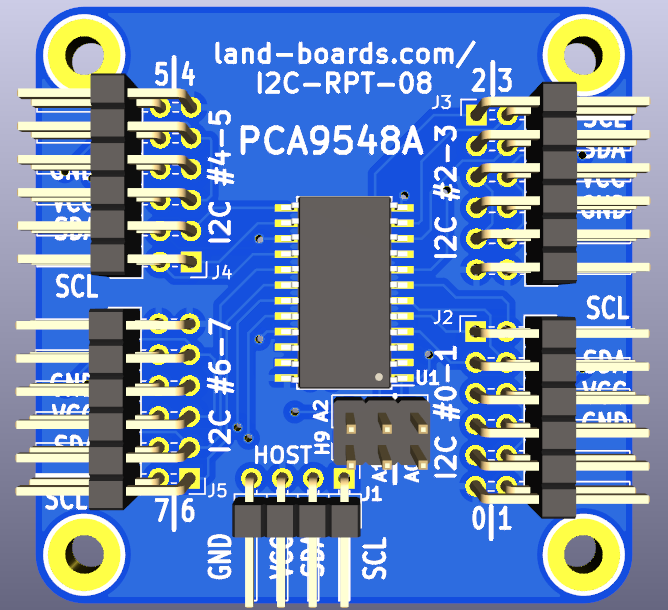 land-boards.com/
I2C-RPT-08
5|4
2|3
J3
PCA9548A
SCL
SDA
VCC
GND
I2C #4-5
I2C #2-3
GND
VCC
SDA
SCL
J4
J2
SCL
SDA
VCC
GND
I2C #6-7
I2C #0-1
U1
GND
VCC
SDA
SCL
A2
H9
HOST
J5
J1
7|6
0|1
GND
VCC
SDA
SCL